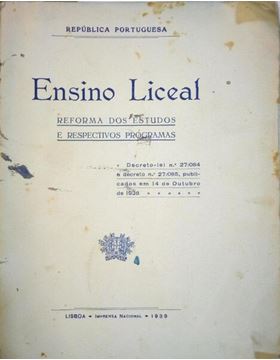 REPÚBLICA PORTUGUESA
Ensino Liceal
REFORMA DOS ESTUDOS
E RESPECTIVOS PROGRAMAS
Decreto-lei n.º 27:084
e decreto n.º 27:085, publi-
cados em 14 de Outubro
de 1936
LISBOA • IMPRENSA NACIONAL • 1939